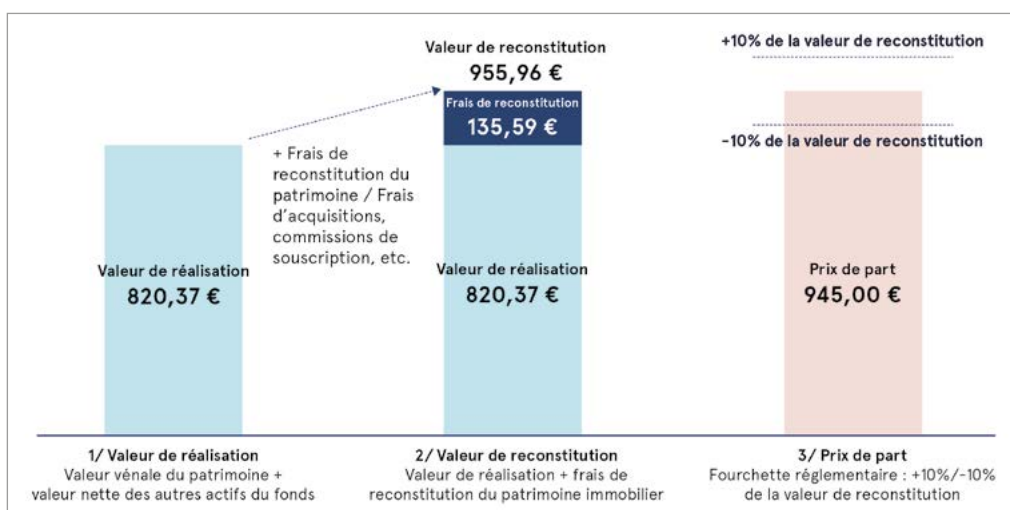 Valeur de reconstitution
955,96 €
+10% de la valeur de reconstitution
Frais de reconstitution
135,59 €
-10% de la valeur de reconstitution
+ Frais de
reconstitution du
patrimoine / Frais
d'acquisitions,
commissions de
souscription, etc.
Valeur de réalisation
820,37 €
Valeur de réalisation
820,37 €
Prix de part
945,00 €
1/ Valeur de réalisation
Valeur vénale du patrimoine +
valeur nette des autres actifs du fonds
2/ Valeur de reconstitution
Valeur de réalisation + frais de
reconstitution du patrimoine immobilier
3/ Prix de part
Fourchette réglementaire : +10%/-10%
de la valeur de reconstitution